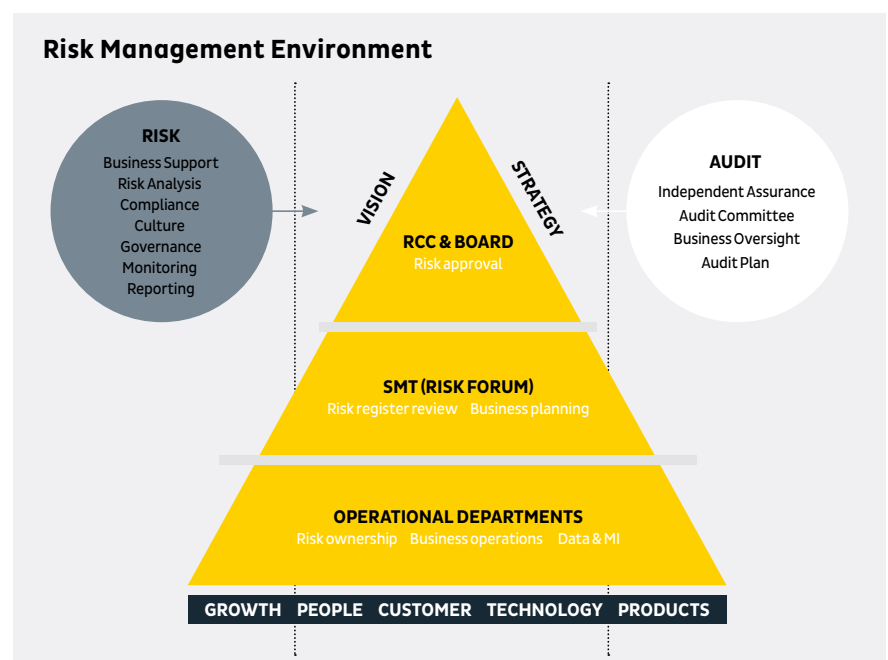 Risk Management Environment
RISK
Business Support
Risk Analysis
Compliance
Culture
Governance
Monitoring
Reporting
VISION
STRATEGY
AUDIT
Independent Assurance
Audit Committee
Business Oversight
Audit Plan
RCC & BOARD
Risk approval
SMT (RISK FORUM)
Risk register review Business planning
OPERATIONAL DEPARTMENTS
Risk ownership Business operations Data & MI
GROWTH PEOPLE CUSTOMER TECHNOLOGY PRODUCTS